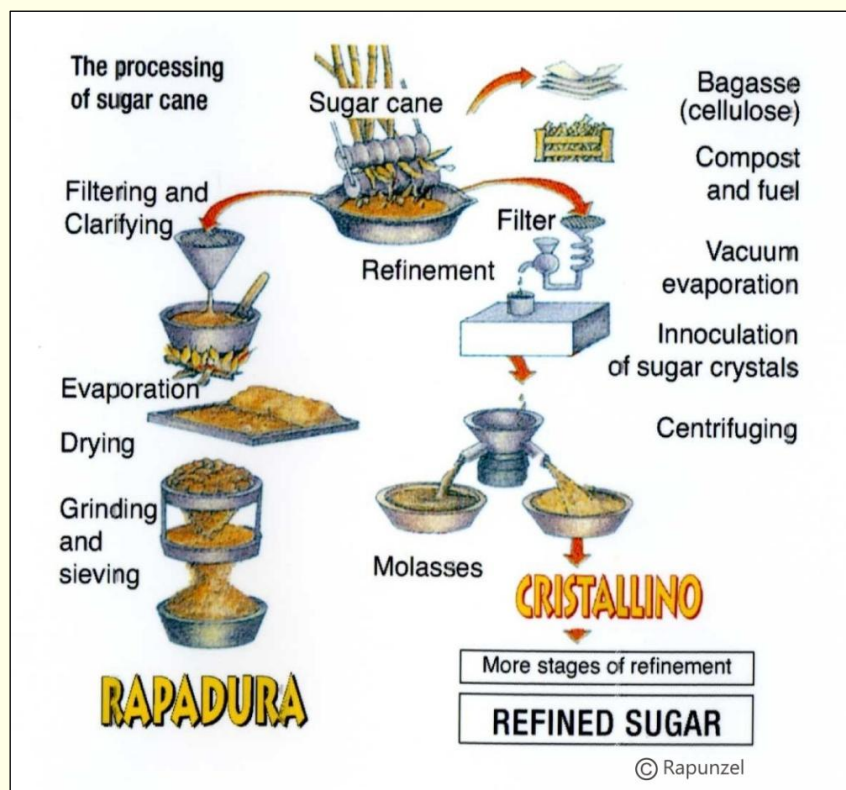 The processing
of sugar cane
Sugar cane
Bagasse
(cellulose)
Compost
and fuel
Filtering and
Clarifying
Filter
Refinement
Vacuum
evaporation
Innoculation
of sugar crystals
Evaporation
Drying
Centrifuging
Grinding
and
sieving
Molasses
CRISTALLINO
RAPADURA
More stages of refinement
REFINED SUGAR
© Rapunzel